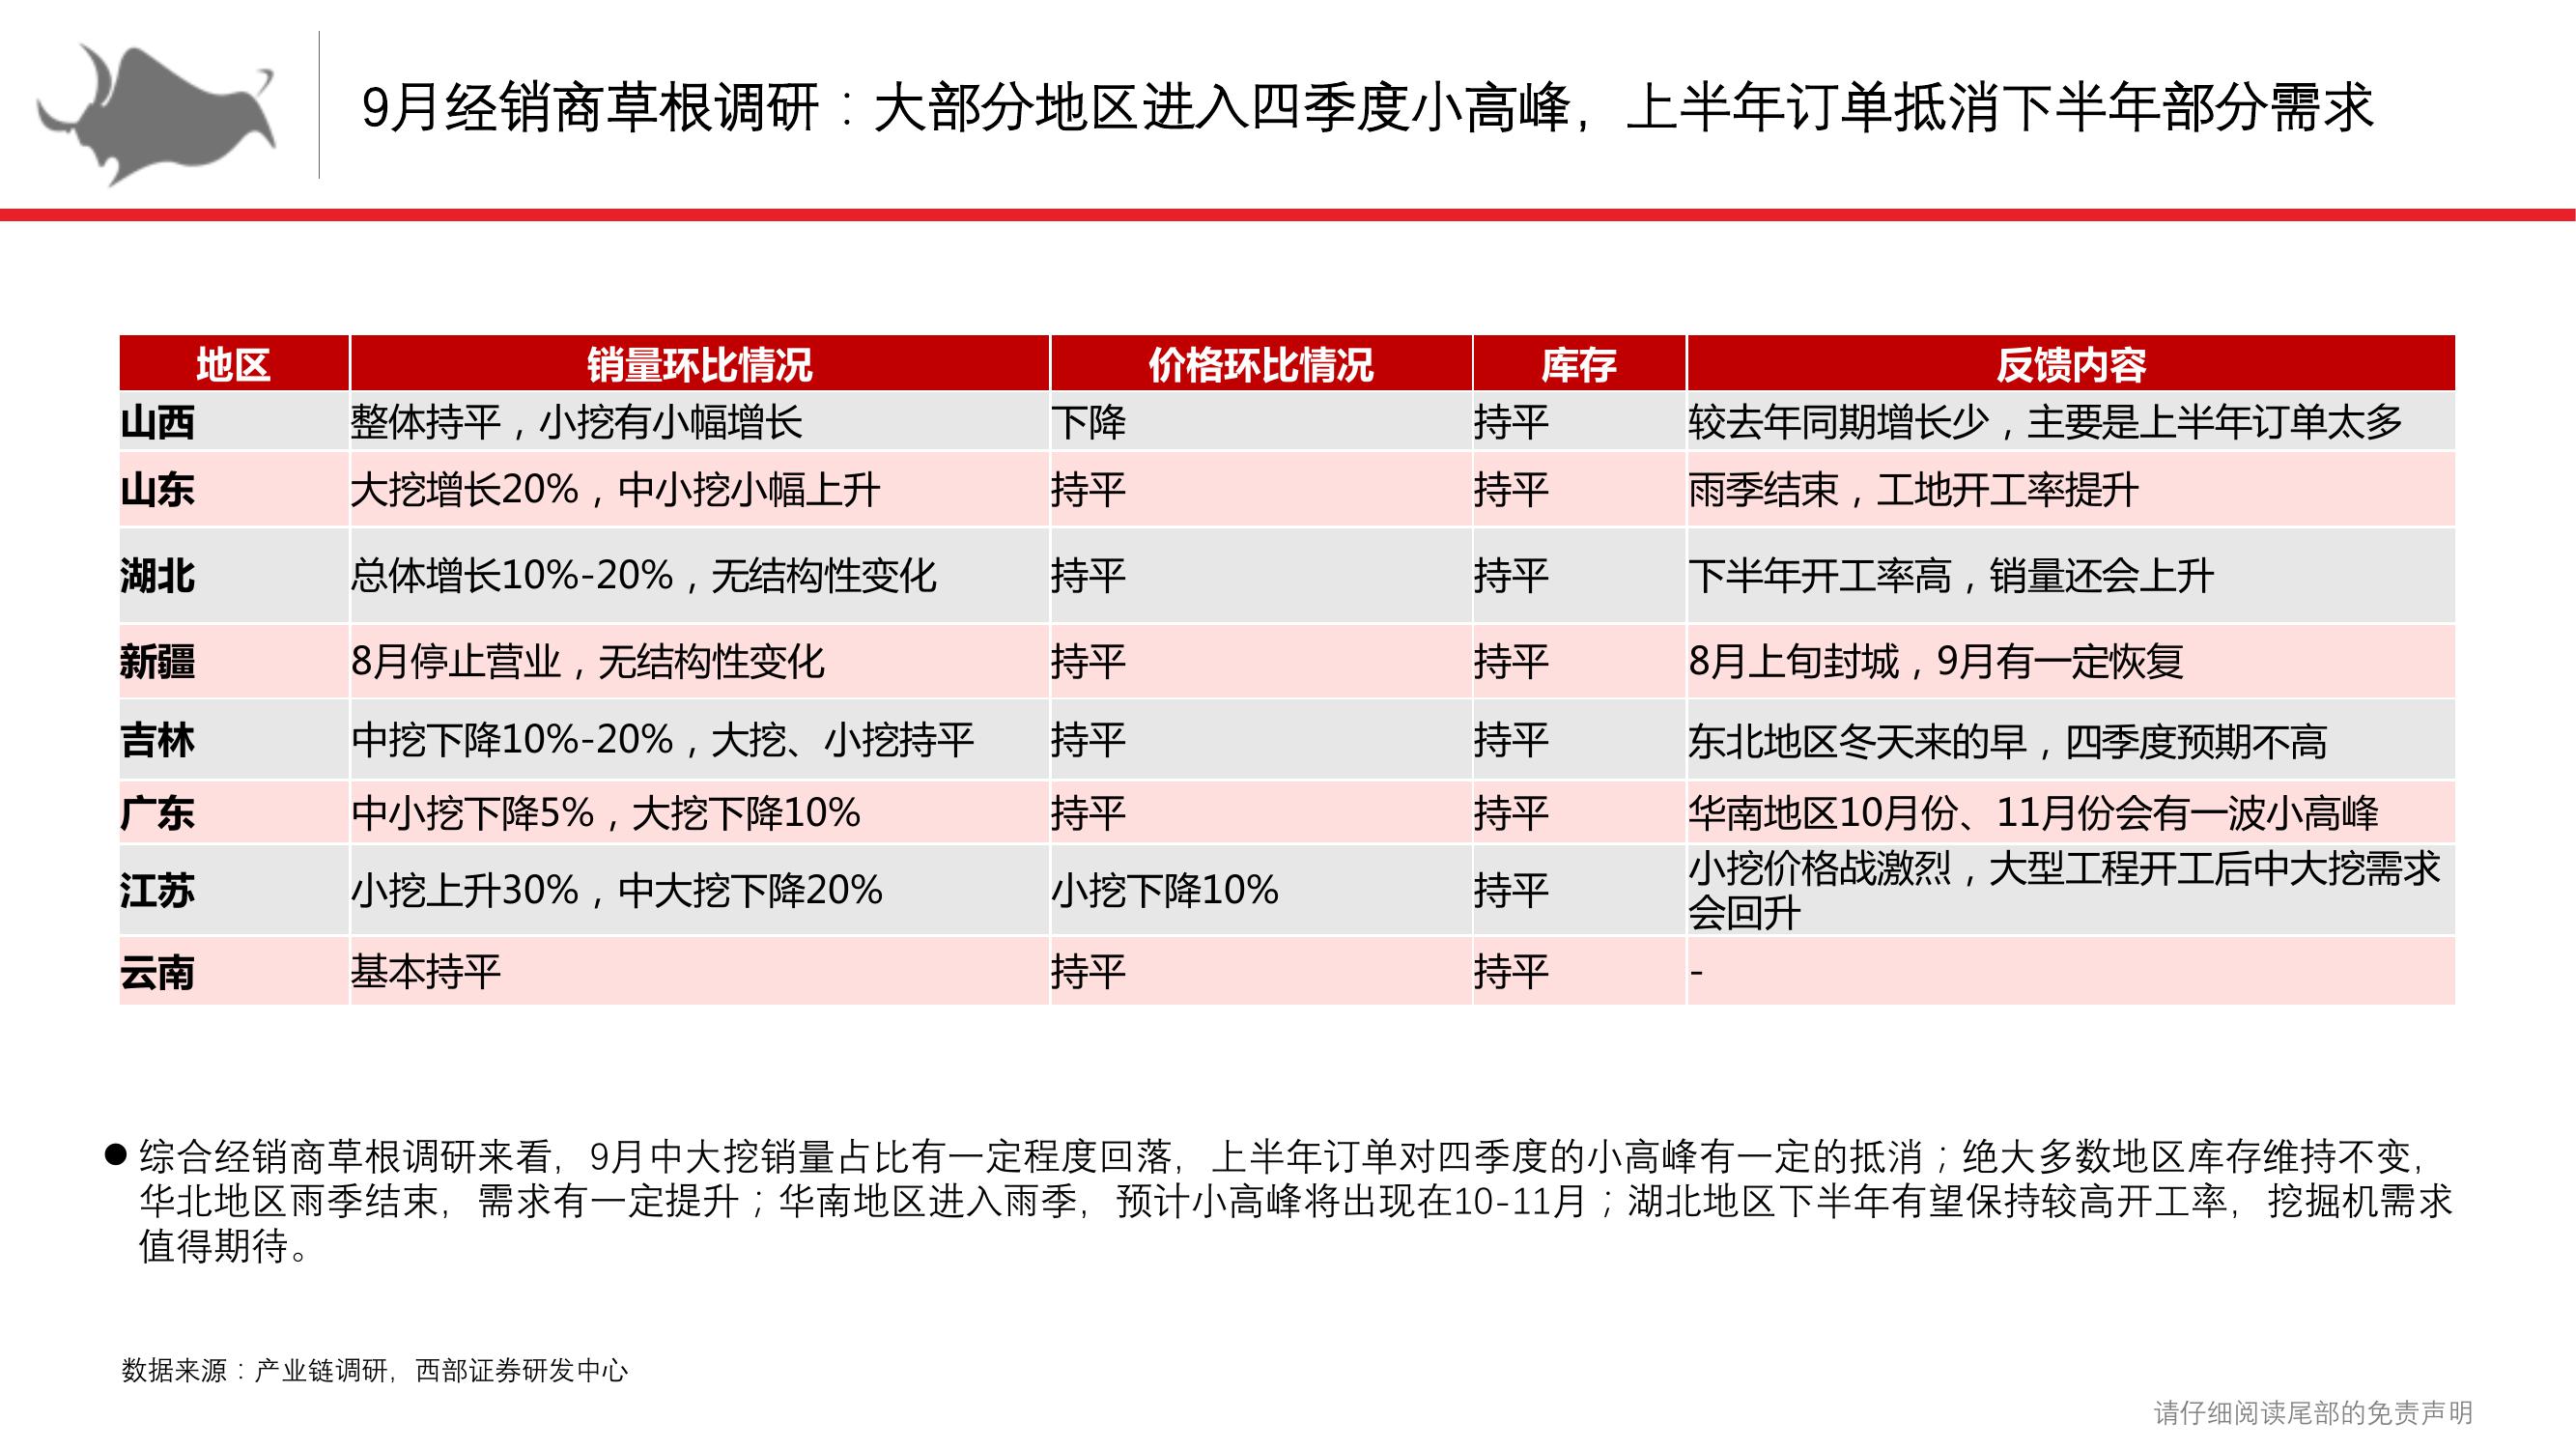 9月经销商草根调研：大部分地区进入四季度小高峰，上半年订单抵消下半年部分需求
地区 销量环比情况 价格环比情况 库存 反馈内容
山西 整体持平，小挖有小幅增长 下降 持平 较去年同期增长少，主要是上半年订单太多
山东 大挖增长20%，中小挖小幅上升 持平 持平 雨季结束，工地开工率提升
湖北 总体增长10%-20%，无结构性变化 持平 持平 下半年开工率高，销量还会上升
新疆 8月停止营业，无结构性变化 持平 持平 8月上旬封城，9月有一定恢复
吉林 中挖下降10%-20%，大挖、小挖持平 持平 持平 东北地区冬天来的早，四季度预期不高
广东 中小挖下降5%，大挖下降10% 持平 持平 华南地区10月份、11月份会有一波小高峰
江苏 小挖上升30%，中大挖下降20% 小挖下降10% 持平 小挖价格战激烈，大型工程开工后中大挖需求
会回升
云南 基本持平 持平 持平 -
●综合经销商草根调研来看，9月中大挖销量占比有一定程度回落，上半年订单对四季度的小高峰有一定的抵消；绝大多数地区库存维持不变，
华北地区雨季结束，需求有一定提升；华南地区进入雨季，预计小高峰将出现在10-11月；湖北地区下半年有望保持较高开工率，挖掘机需求
值得期待。
数据来源：产业链调研，西部证券研发中心
请仔细阅读尾部的免责声明